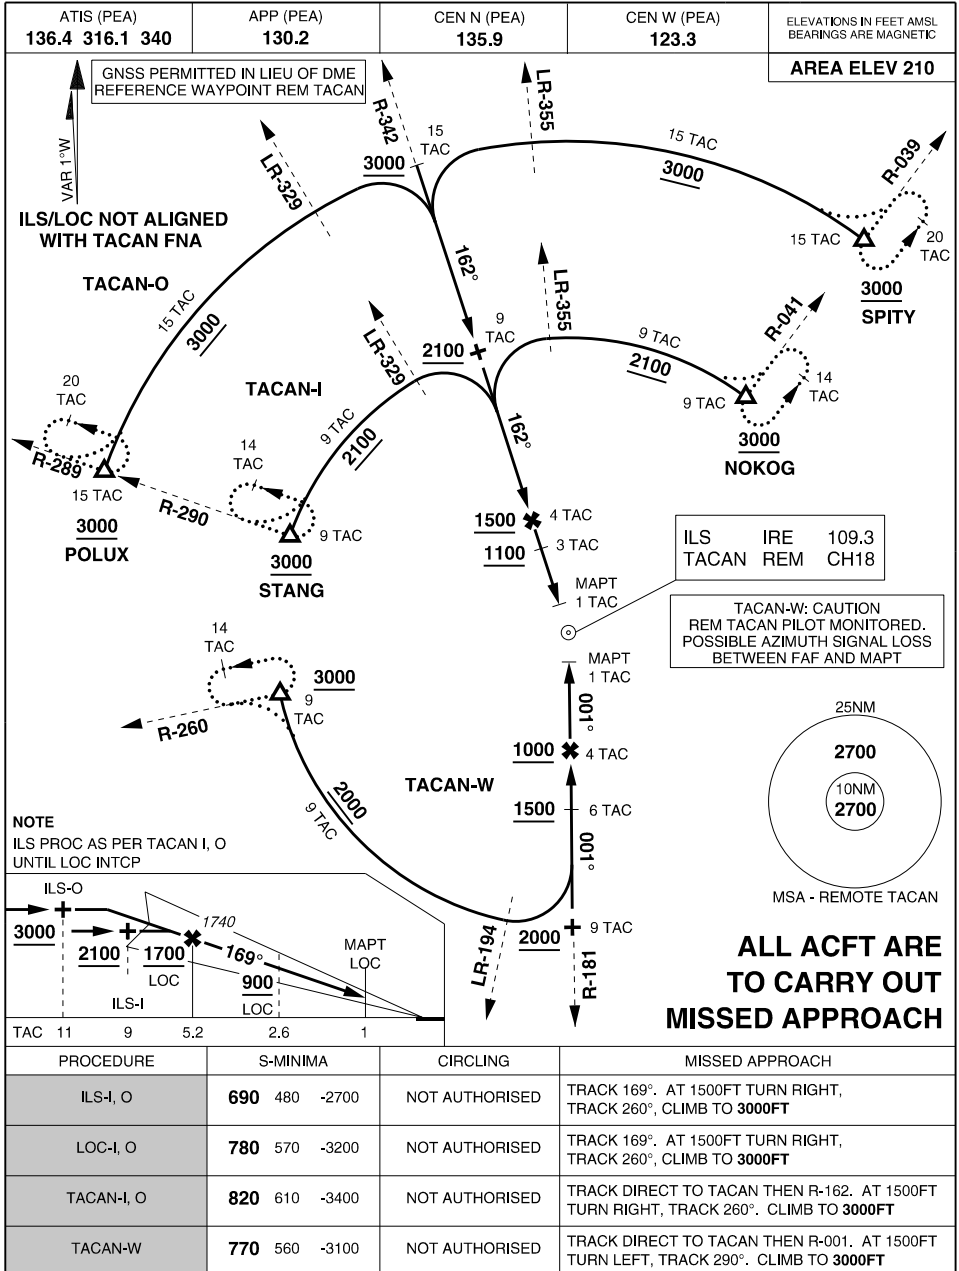 ATIS (PEA)
136.4 316.1 340
APP (PEA)
130.2
CEN N (PEA)
135.9
CEN W (PEA)
123.3
ELEVATIONS IN FEET AMSL
BEARINGS ARE MAGNETIC
AREA ELEV 210
GNSS PERMITTED IN LIEU OF DME
REFERENCE WAYPOINT REM TACAN
VAR 1°W
ILS/LOC NOT ALIGNED
WITH TACAN FNA
R-342
15
TAC
3000
LR-355
15 TAC
3000
R-039
LR-329
15 TAC
20
TAC
3000
SPITY
TACAN-O
15 TAC
3000
162°
9
TAC
2100
LR-355
9 TAC
2100
R-041
LR-329
TACAN-I
9 TAC
2100
9 TAC
14
TAC
3000
NOKOG
20
TAC
R-289
15 TAC
3000
POLUX
R-290
14
TAC
9 TAC
3000
STANG
162°
1500
4 TAC
1100
3 TAC
MAPT
1 TAC
ILS IRE 109.3
TACAN REM CH18
TACAN-W: CAUTION
REM TACAN PILOT MONITORED.
POSSIBLE AZIMUTH SIGNAL LOSS
BETWEEN FAF AND MAPT
14
TAC
3000
9
TAC
R-260
MAPT
1 TAC
001°
1000
4 TAC
TACAN-W
2000
9 TAC
1500
6 TAC
001°
2000
9 TAC
LR-194
R-181
25NM
2700
10NM
2700
MSA - REMOTE TACAN
NOTE
ILS PROC AS PER TACAN I, O
UNTIL LOC INTCP
ILS-O
3000
2100
1700
LOC
1740
169°
900
LOC
MAPT
LOC
ILS-I
TAC 11 9 5.2 2.6 1
ALL ACFT ARE
TO CARRY OUT
MISSED APPROACH
PROCEDURE S-MINIMA CIRCLING MISSED APPROACH
ILS-I, O 690 480 -2700 NOT AUTHORISED TRACK 169°. AT 1500FT TURN RIGHT,
TRACK 260°, CLIMB TO 3000FT
LOC-I, O 780 570 -3200 NOT AUTHORISED TRACK 169°. AT 1500FT TURN RIGHT,
TRACK 260°, CLIMB TO 3000FT
TACAN-I, O 820 610 -3400 NOT AUTHORISED TRACK DIRECT TO TACAN THEN R-162. AT 1500FT
TURN RIGHT, TRACK 260°. CLIMB TO 3000FT
TACAN-W 770 560 -3100 NOT AUTHORISED TRACK DIRECT TO TACAN THEN R-001. AT 1500FT
TURN LEFT, TRACK 290°. CLIMB TO 3000FT